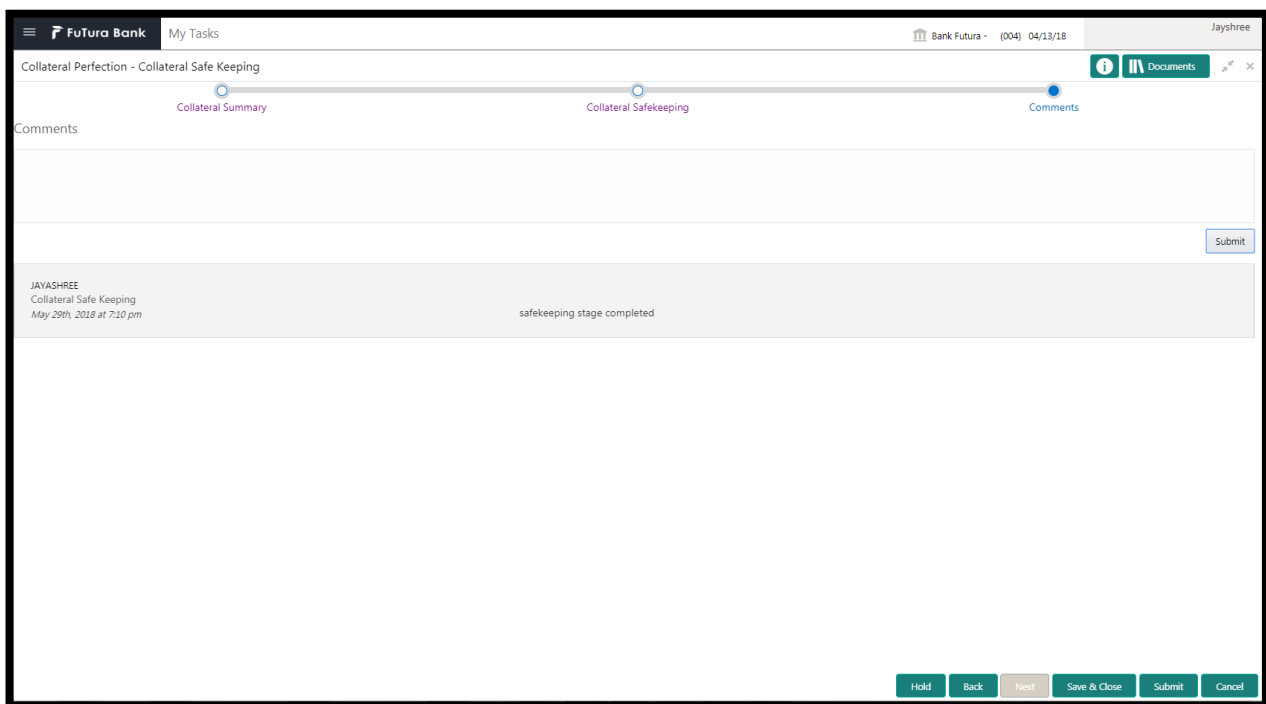 FuTura Bank My Tasks Bank Futura - (004) 04/13/18 Jayshree
Collateral Perfection - Collateral Safe Keeping i Documents
Collateral Summary Collateral Safekeeping Comments
Comments
Submit
JAYASHREE
Collateral Safe Keeping
May 29th, 2018 at 7:10 pm safekeeping stage completed
Hold Back Next Save & Close Submit Cancel